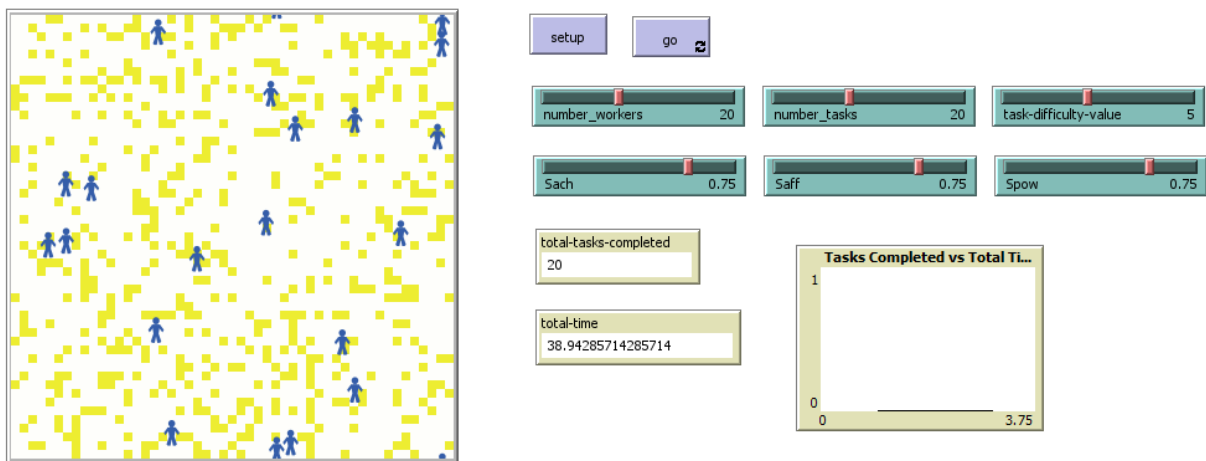 setup
go
number_workers 20
number_tasks 20
task-difficulty-value 5
Sach 0.75
Saff 0.75
Spow 0.75
total-tasks-completed
20
total-time
38.94285714285714
Tasks Completed vs Total Ti...
1
0
0 3.75